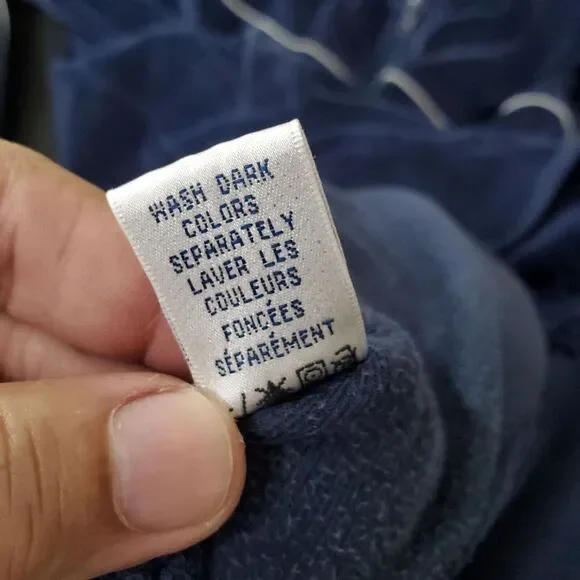 WASH DARK
COLORS
SEPARATELY
LAVER LES
COULEURS
FONCÉES
SÉPARÉMENT